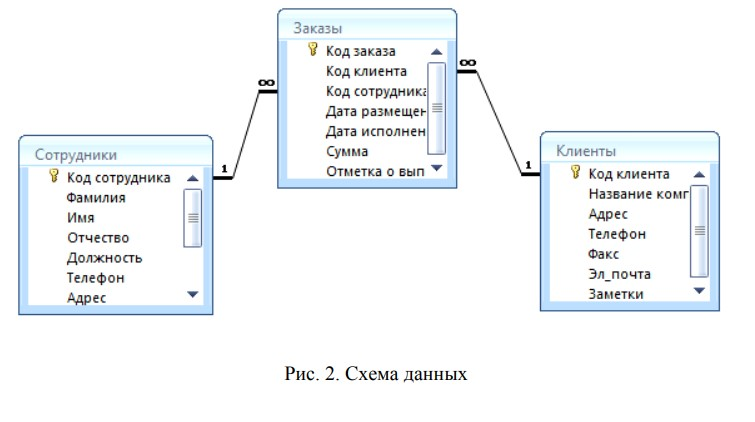 Заказы
Код заказа
Код клиента
Код сотрудника
Дата размещен
Дата исполнен
Сумма
Отметка о вып
∞
∞
1
1
Сотрудники
Код сотрудника
Фамилия
Имя
Отчество
Должность
Телефон
Адрес
Клиенты
Код клиента
Название комп
Адрес
Телефон
Факс
Эл_почта
Заметки
Рис. 2. Схема данных